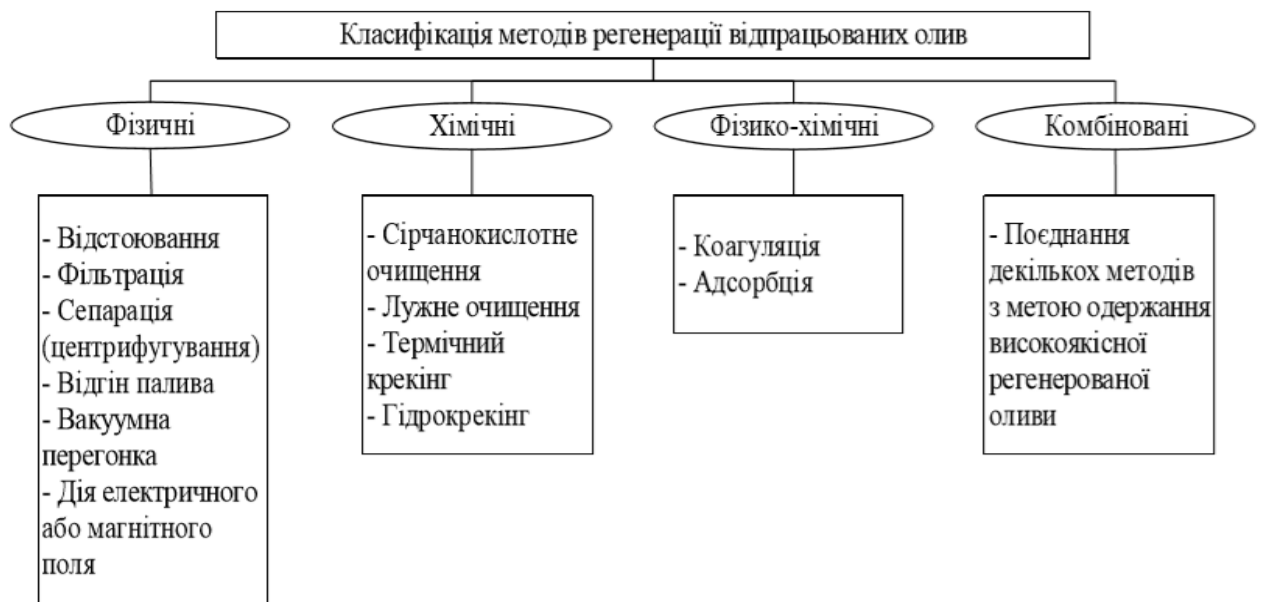 Класифікація методів регенерації відпрацьованих олив
Фізичні
Хімічні
Фізико-хімічні
Комбіновані
- Відстоювання
- Фільтрація
- Сепарація
(центрифугування)
- Відгін палива
- Вакуумна
перегонка
- Дія електричного
або магнітного
поля
- Сірчанокислотне
очищення
- Лужне очищення
- Термічний
крекінг
- Гідрокрекінг
- Коагуляція
- Адсорбція
- Поєднання
декількох методів
з метою одержання
високоякісної
регенерованої
оливи